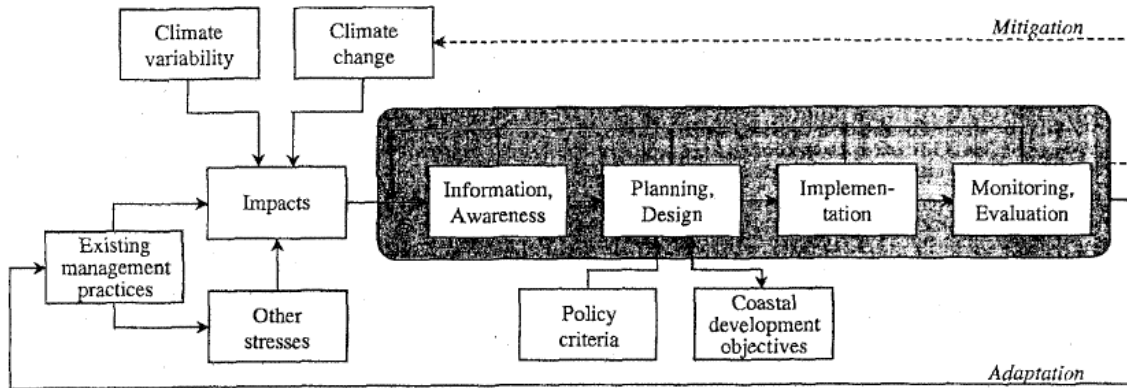 Climate
variability
Climate
change
Mitigation
Impacts
Information,
Awareness
Planning,
Design
Implemen-
tation
Monitoring,
Evaluation
Existing
management
practices
Other
stresses
Policy
criteria
Coastal
development
objectives
Adaptation